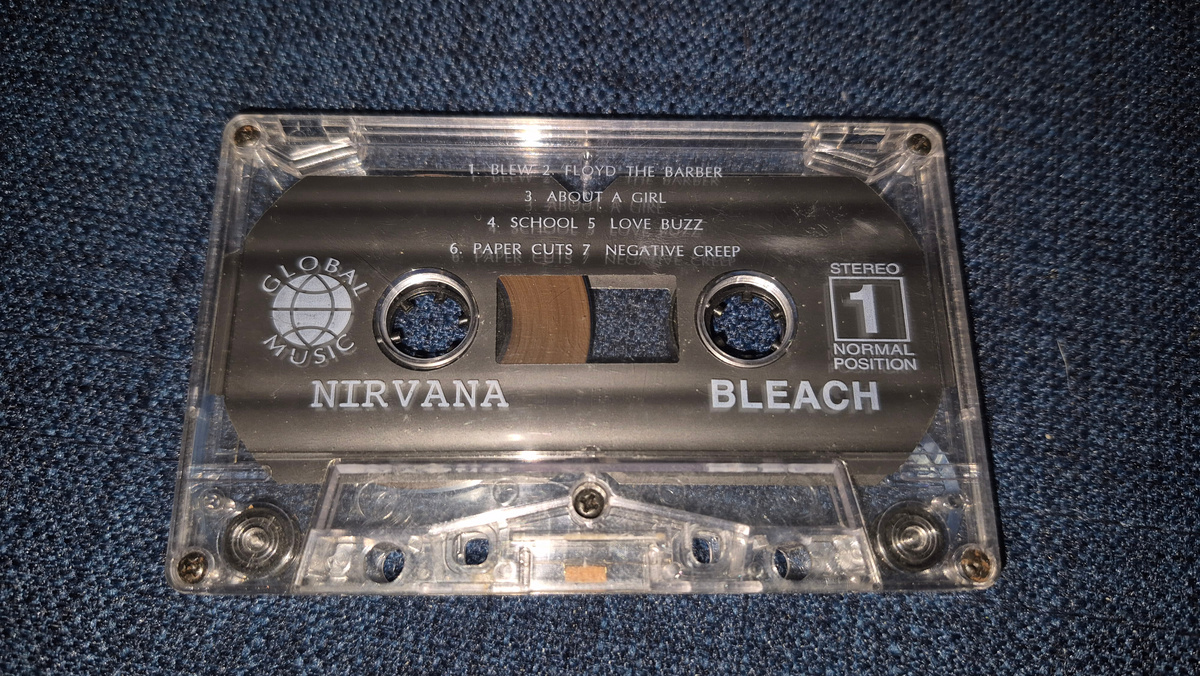 1. BLEW 2. FLOYD THE BARBER
3. ABOUT A GIRL
4. SCHOOL 5 LOVE BUZZ
6. PAPER CUTS 7 NEGATIVE CREEP
GLOBAL
MUSIC
STEREO
1
NORMAL
POSITION
NIRVANA
BLEACH